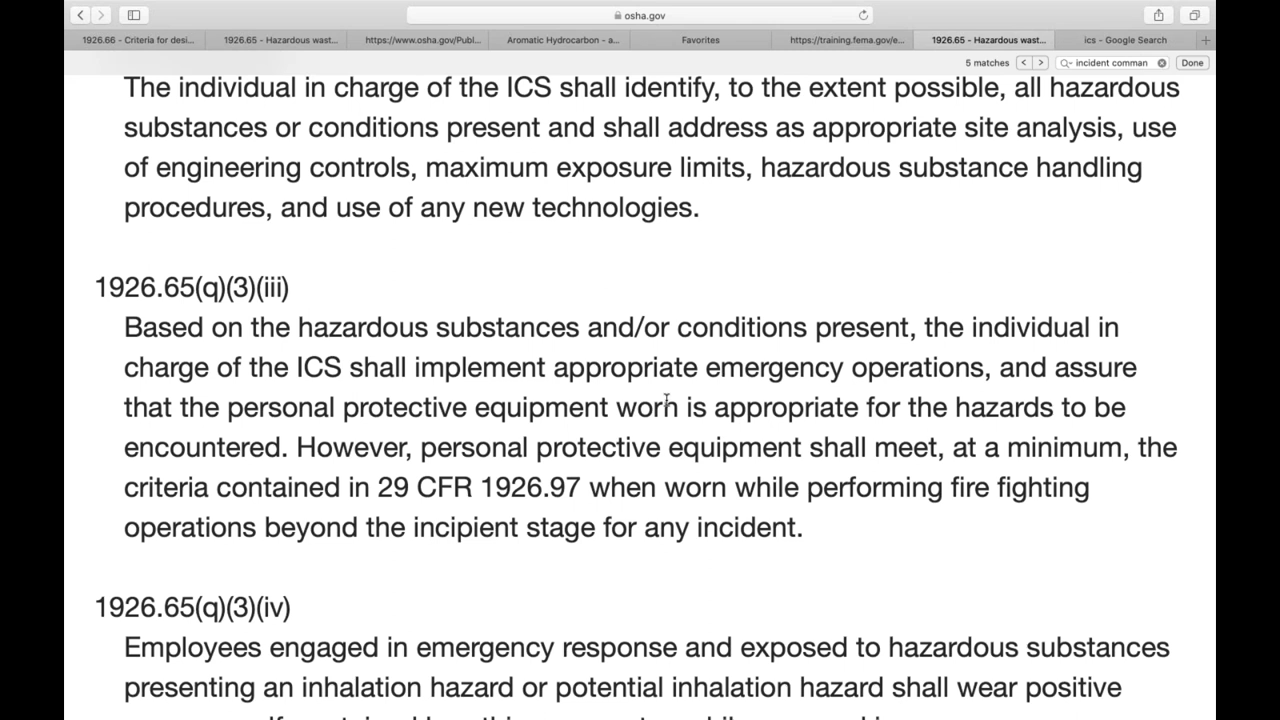 osha.gov
1926.66 - Criteria for desi...
1926.65 - Hazardous wast...
https://www.osha.gov/Publ...
Aromatic Hydrocarbon - a...
Favorites
https://training.fema.gov/e...
1926.65 - Hazardous wast...
ics - Google Search
5 matches
incident comman
Done
The individual in charge of the ICS shall identify, to the extent possible, all hazardous
substances or conditions present and shall address as appropriate site analysis, use
of engineering controls, maximum exposure limits, hazardous substance handling
procedures, and use of any new technologies.
1926.65(q)(3)(iii)
Based on the hazardous substances and/or conditions present, the individual in
charge of the ICS shall implement appropriate emergency operations, and assure
that the personal protective equipment worn is appropriate for the hazards to be
encountered. However, personal protective equipment shall meet, at a minimum, the
criteria contained in 29 CFR 1926.97 when worn while performing fire fighting
operations beyond the incipient stage for any incident.
1926.65(q)(3)(iv)
Employees engaged in emergency response and exposed to hazardous substances
presenting an inhalation hazard or potential inhalation hazard shall wear positive